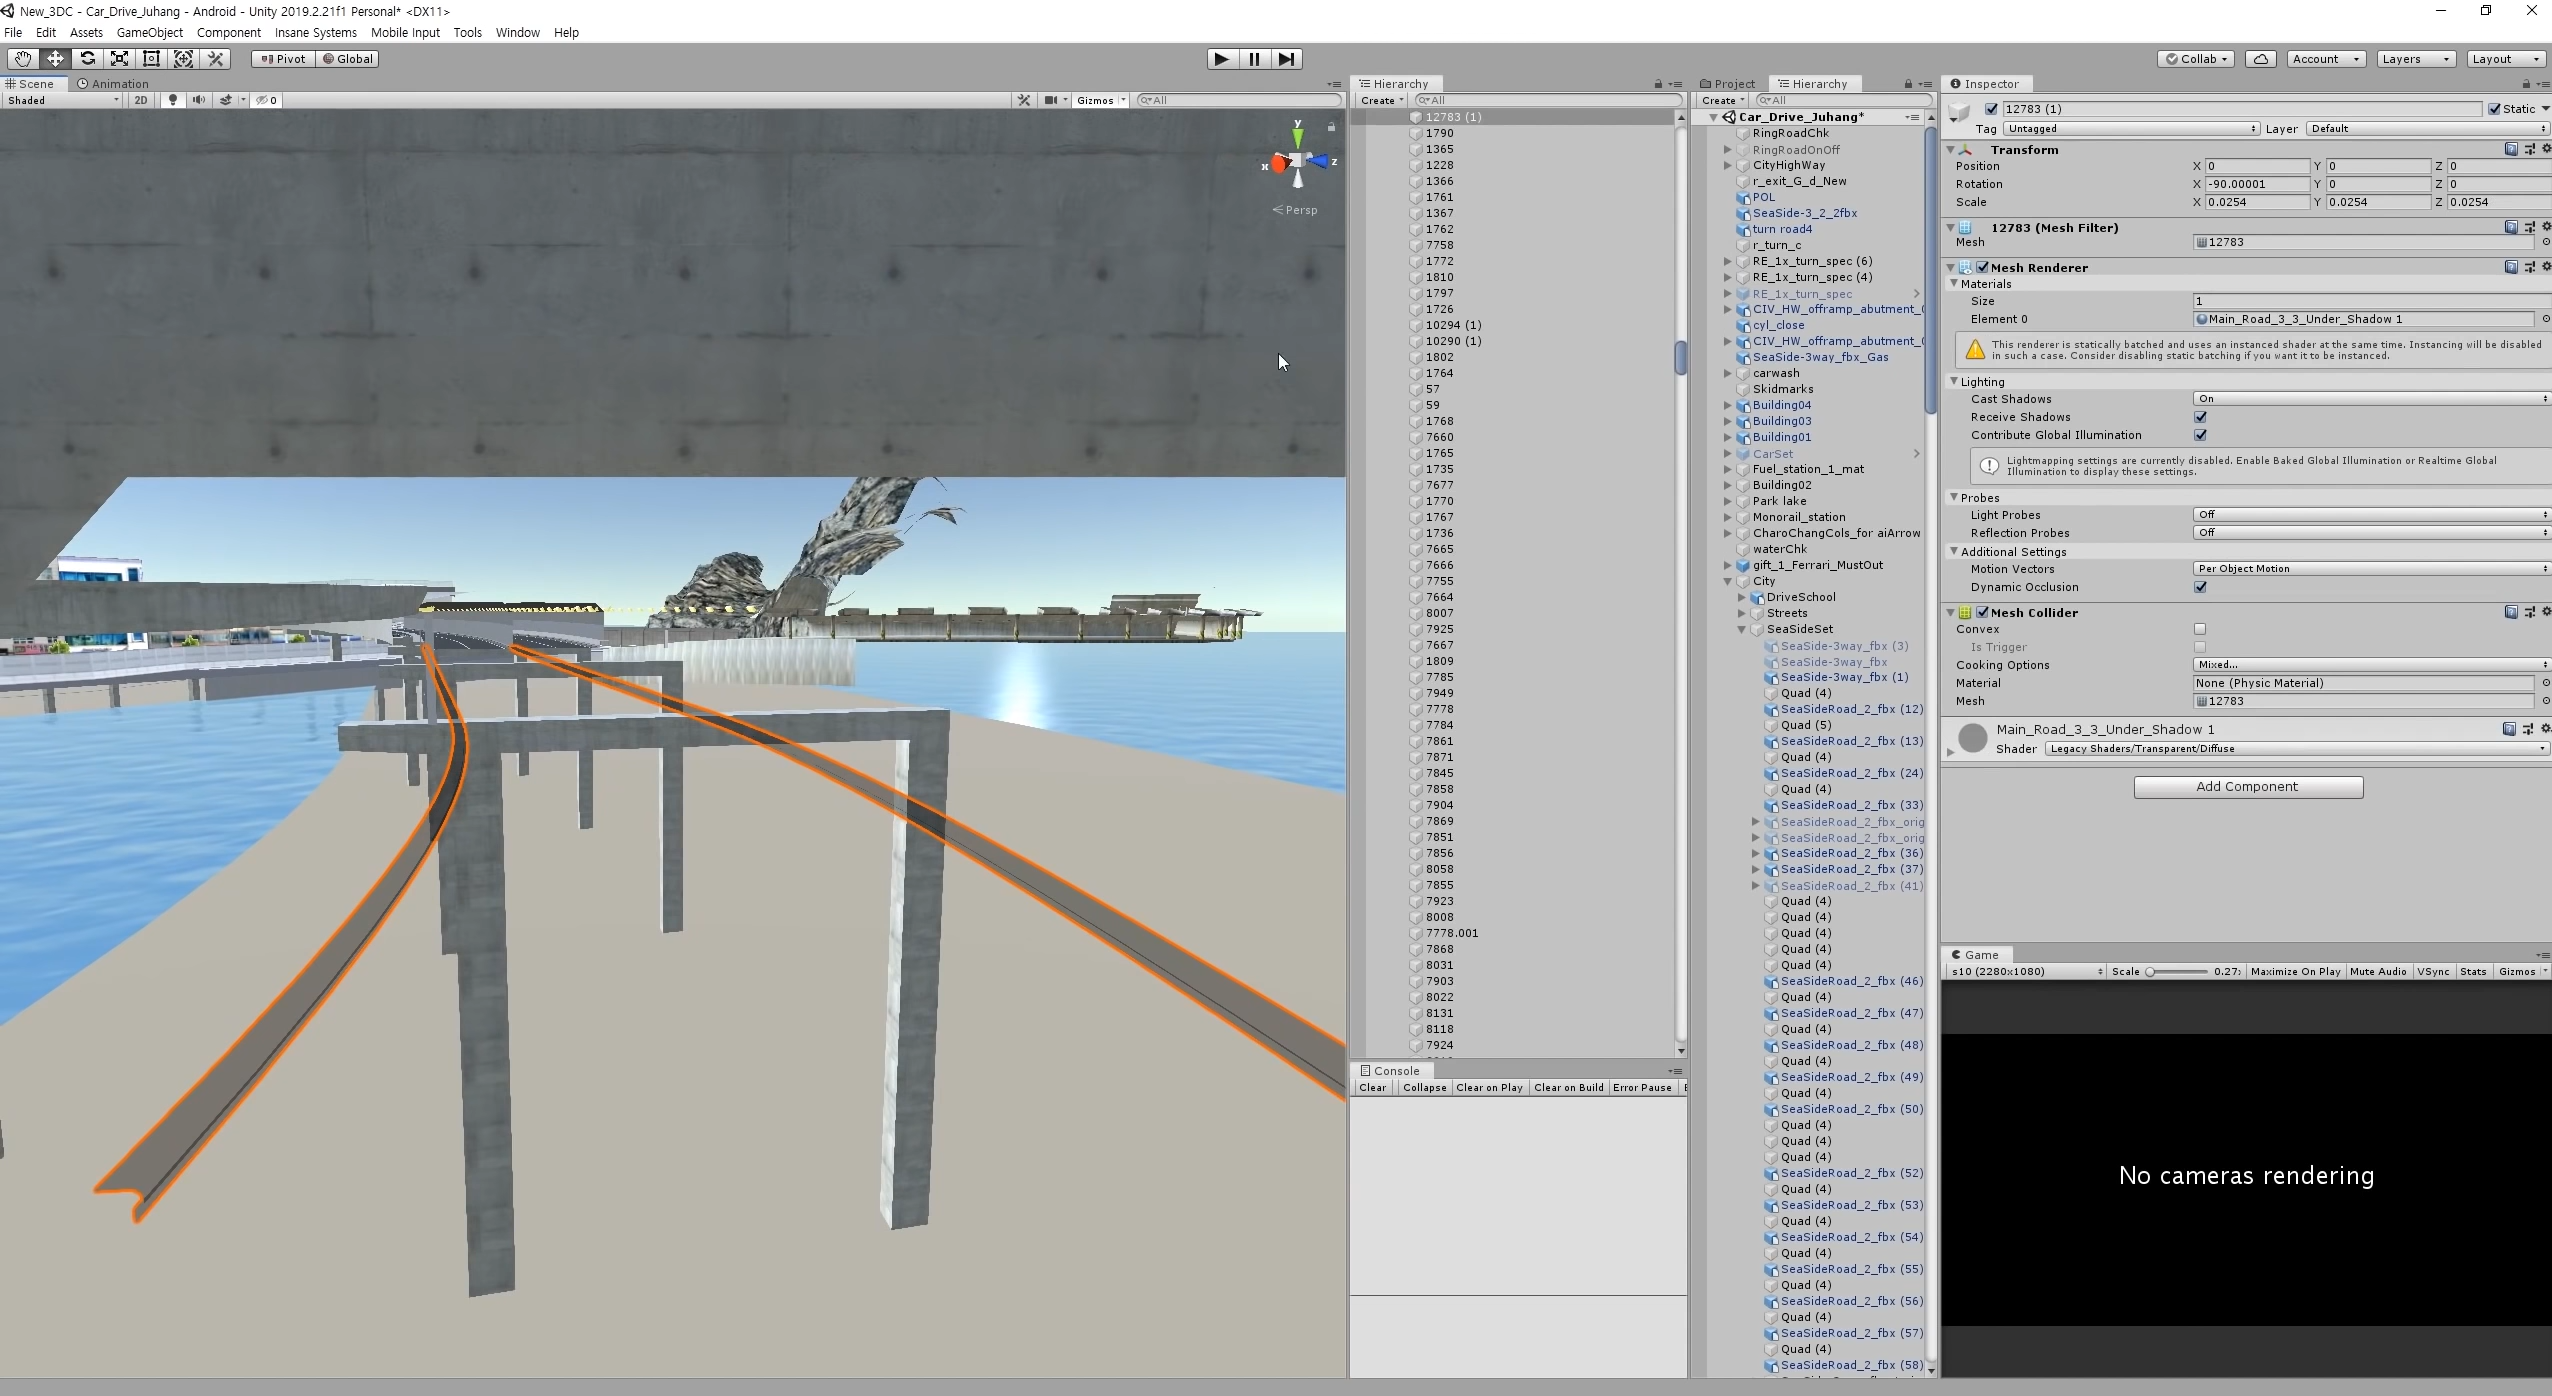 New_3DC - Car_Drive_Juhang - Android - Unity 2019.2.21f1 Personal* <DX11>
File Edit Assets GameObject Component Insane Systems Mobile Input Tools Window Help
Pivot Global Collab Account Layers Layout
Scene Animation
Shaded 2D 0 Gizmos All
y
x z
Persp
Hierarchy
Create All
12783 (1)
1790
1365
1228
1366
1761
1367
1762
7758
1772
1810
1797
1726
10294 (1)
10290 (1)
1802
1764
57
59
1768
7660
1765
1735
7677
1770
1767
1736
7665
7666
7755
7664
8007
7925
7667
1809
7785
7949
7778
7784
7861
7871
7845
7858
7904
7869
7851
7856
8058
7855
7923
8008
7778.001
7868
8031
7903
8022
8131
8118
7924
Console
Clear Collapse Clear on Play Clear on Build Error Pause
Project Hierarchy
Create All
Car_Drive_Juhang*
RingRoadChk
RingRoadOnOff
CityHighWay
r_exit_G_d_New
POL
SeaSide-3_2_2fbx
turn road4
r_turn_c
RE_1x_turn_spec (6)
RE_1x_turn_spec (4)
RE_1x_turn_spec
CIV_HW_offramp_abutment_
cyl_close
CIV_HW_offramp_abutment_
SeaSide-3way_fbx_Gas
carwash
Skidmarks
Building04
Building03
Building01
CarSet
Fuel_station_1_mat
Building02
Park lake
Monorail_station
CharoChangCols_for aiArrow
waterChk
gift_1_Ferrari_MustOut
City
DriveSchool
Streets
SeaSideSet
SeaSide-3way_fbx (3)
SeaSide-3way_fbx
SeaSide-3way_fbx (1)
Quad (4)
SeaSideRoad_2_fbx (12)
Quad (5)
SeaSideRoad_2_fbx (13)
Quad (4)
SeaSideRoad_2_fbx (24)
Quad (4)
SeaSideRoad_2_fbx (33)
SeaSideRoad_2_fbx_orig
SeaSideRoad_2_fbx_orig
SeaSideRoad_2_fbx (36)
SeaSideRoad_2_fbx (37)
SeaSideRoad_2_fbx (41)
Quad (4)
Quad (4)
Quad (4)
Quad (4)
Quad (4)
SeaSideRoad_2_fbx (46)
Quad (4)
SeaSideRoad_2_fbx (47)
Quad (4)
SeaSideRoad_2_fbx (48)
Quad (4)
SeaSideRoad_2_fbx (49)
Quad (4)
SeaSideRoad_2_fbx (50)
Quad (4)
Quad (4)
Quad (4)
SeaSideRoad_2_fbx (52)
Quad (4)
SeaSideRoad_2_fbx (53)
Quad (4)
SeaSideRoad_2_fbx (54)
Quad (4)
SeaSideRoad_2_fbx (55)
Quad (4)
SeaSideRoad_2_fbx (56)
Quad (4)
SeaSideRoad_2_fbx (57)
Quad (4)
SeaSideRoad_2_fbx (58)
Inspector
12783 (1) Static
Tag Untagged Layer Default
Transform
Position X 0 Y 0 Z 0
Rotation X -90.00001 Y 0 Z 0
Scale X 0.0254 Y 0.0254 Z 0.0254
12783 (Mesh Filter)
Mesh 12783
Mesh Renderer
Materials
Size 1
Element 0 Main_Road_3_3_Under_Shadow 1
This renderer is statically batched and uses an instanced shader at the same time. Instancing will be disabled
in such a case. Consider disabling static batching if you want it to be instanced.
Lighting
Cast Shadows On
Receive Shadows
Contribute Global Illumination
Lightmapping settings are currently disabled. Enable Baked Global Illumination or Realtime Global
Illumination to display these settings.
Probes
Light Probes Off
Reflection Probes Off
Additional Settings
Motion Vectors Per Object Motion
Dynamic Occlusion
Mesh Collider
Convex
Is Trigger
Cooking Options Mixed...
Material None (Physic Material)
Mesh 12783
Main_Road_3_3_Under_Shadow 1
Shader Legacy Shaders/Transparent/Diffuse
Add Component
Game
s10 (2280x1080) Scale 0.27 Maximize On Play Mute Audio VSync Stats Gizmos
No cameras rendering